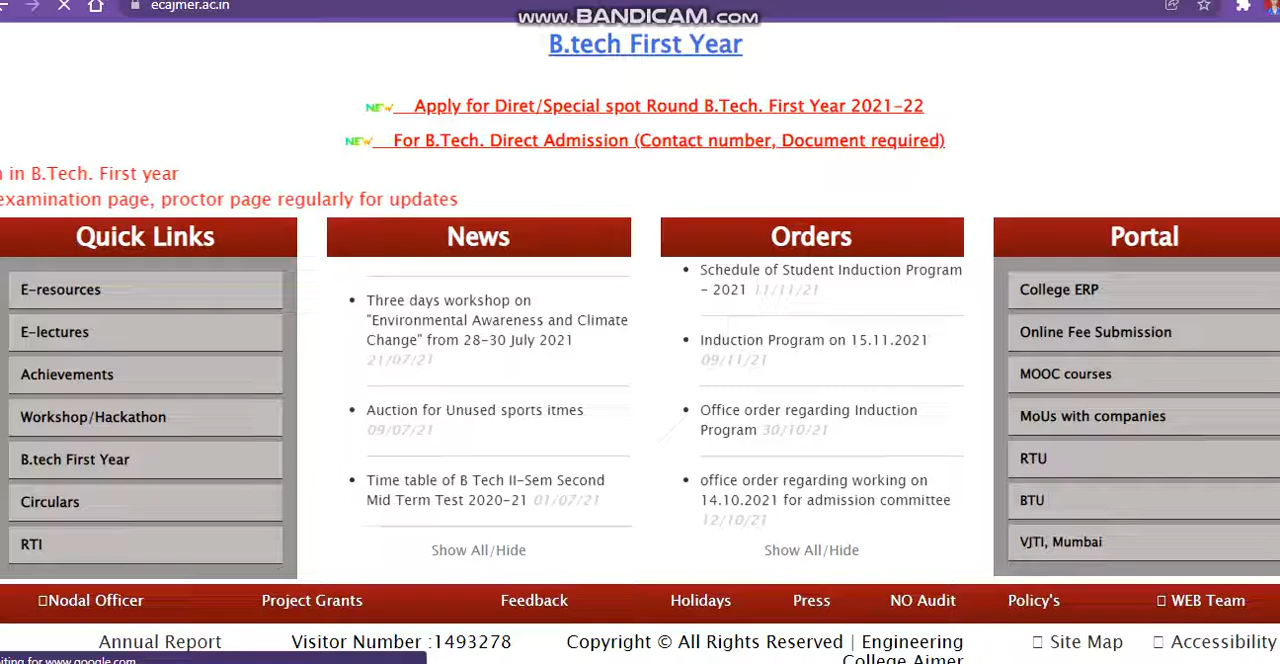 ecajmer.ac.in
www.BANDICAM.com
B.tech First Year
NEW Apply for Diret/Special spot Round B.Tech. First Year 2021-22
NEW For B.Tech. Direct Admission (Contact number, Document required)
n in B.Tech. First year
examination page, proctor page regularly for updates
Quick Links
E-resources
E-lectures
Achievements
Workshop/Hackathon
B.tech First Year
Circulars
RTI
News
Three days workshop on
"Environmental Awareness and Climate
Change" from 28-30 July 2021
21/07/21
Auction for Unused sports itmes
09/07/21
Time table of B Tech II-Sem Second
Mid Term Test 2020-21 01/07/21
Show All/Hide
Orders
Schedule of Student Induction Program
- 2021 11/11/21
Induction Program on 15.11.2021
09/11/21
Office order regarding Induction
Program 30/10/21
office order regarding working on
14.10.2021 for admission committee
12/10/21
Show All/Hide
Portal
College ERP
Online Fee Submission
MOOC courses
MoUs with companies
RTU
BTU
VJTI, Mumbai
Nodal Officer Project Grants Feedback Holidays Press NO Audit Policy's WEB Team
Annual Report Visitor Number :1493278 Copyright © All Rights Reserved | Engineering Site Map Accessibility
College Ajmer
iting for www.google.com